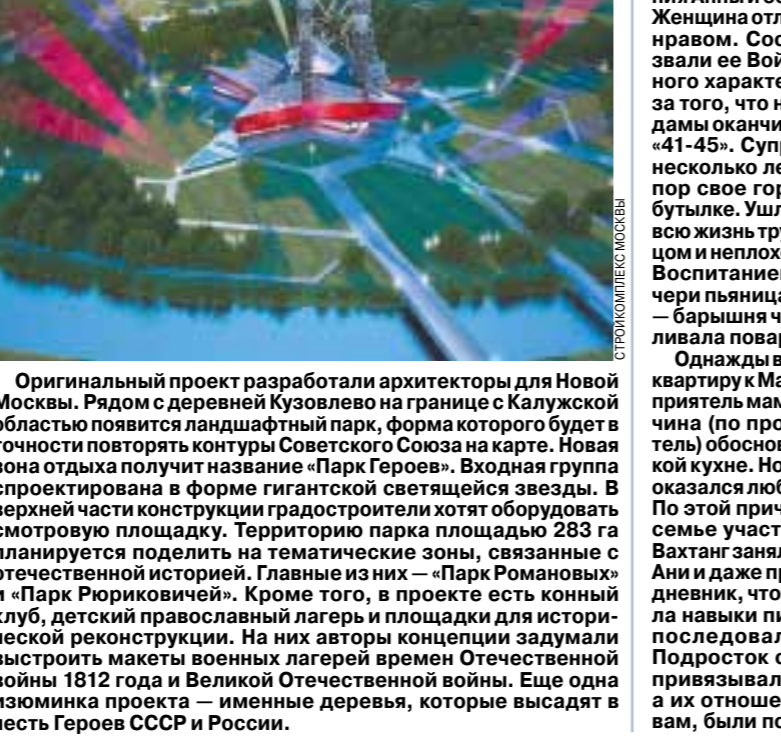 СТРОЙКОМПЛЕКС МОСКВЫ
Оригинальный проект разработали архитекторы для Новой
Москвы. Рядом с деревней Кузовлево на границе с Калужской
областью появится ландшафтный парк, форма которого будет в
точности повторять контуры Советского Союза на карте. Новая
зона отдыха получит название «Парк Героев». Входная группа
спроектирована в форме гигантской светящейся звезды. В
верхней части конструкции градостроители хотят оборудовать
смотровую площадку. Территорию парка площадью 283 га
планируется поделить на тематические зоны, связанные с
отечественной историей. Главные из них — «Парк Романовых»
и «Парк Рюриковичей». Кроме того, в проекте есть конный
клуб, детский православный лагерь и площадки для истори-
ческой реконструкции. На них авторы концепции задумали
выстроить макеты военных лагерей времен Отечественной
войны 1812 года и Великой Отечественной войны. Еще одна
изюминка проекта — именные деревья, которые высадят в
честь Героев СССР и России.
Женщина отл
нравом. Сос
звали ее Вой
ного характе
за того, что н
дамы оканчи
«41-45». Супр
несколько ле
пор свое гор
бутылке. Ушл
всю жизнь тру
цом и неплохо
Воспитание
чери пьяница
— барышня ч
ливала повар
Однажды в
квартиру к Ма
приятель мам
чина (по про
тель) обоснов
кой кухне. Но
оказался люб
По этой прич
семье участ
Вахтанг занял
Ани и даже пр
дневник, что
ла навыки пи
последовал
Подросток с
привязывал
а их отноше
вам, были по